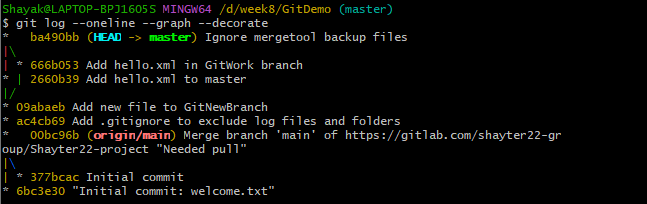 Shayak@LAPTOP-BPJ1605S MINGW64 /d/week8/GitDemo (master)
$ git log --oneline --graph --decorate
*   ba490bb (HEAD -> master) Ignore mergetool backup files
|\
| * 666b053 Add hello.xml in GitWork branch
* | 2660b39 Add hello.xml to master
|/
* 09abaeb Add new file to GitNewBranch
* ac4cb69 Add .gitignore to exclude log files and folders
*   00bc96b (origin/main) Merge branch 'main' of https://gitlab.com/shayter22-gr
oup/Shayter22-project "Needed pull"
|\
| * 377bcac Initial commit
* 6bc3e30 "Initial commit: welcome.txt"